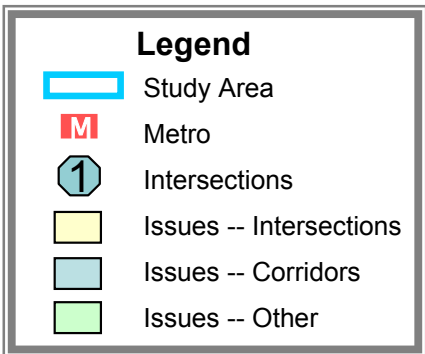 Legend
Study Area
M Metro
1 Intersections
Issues -- Intersections
Issues -- Corridors
Issues -- Other